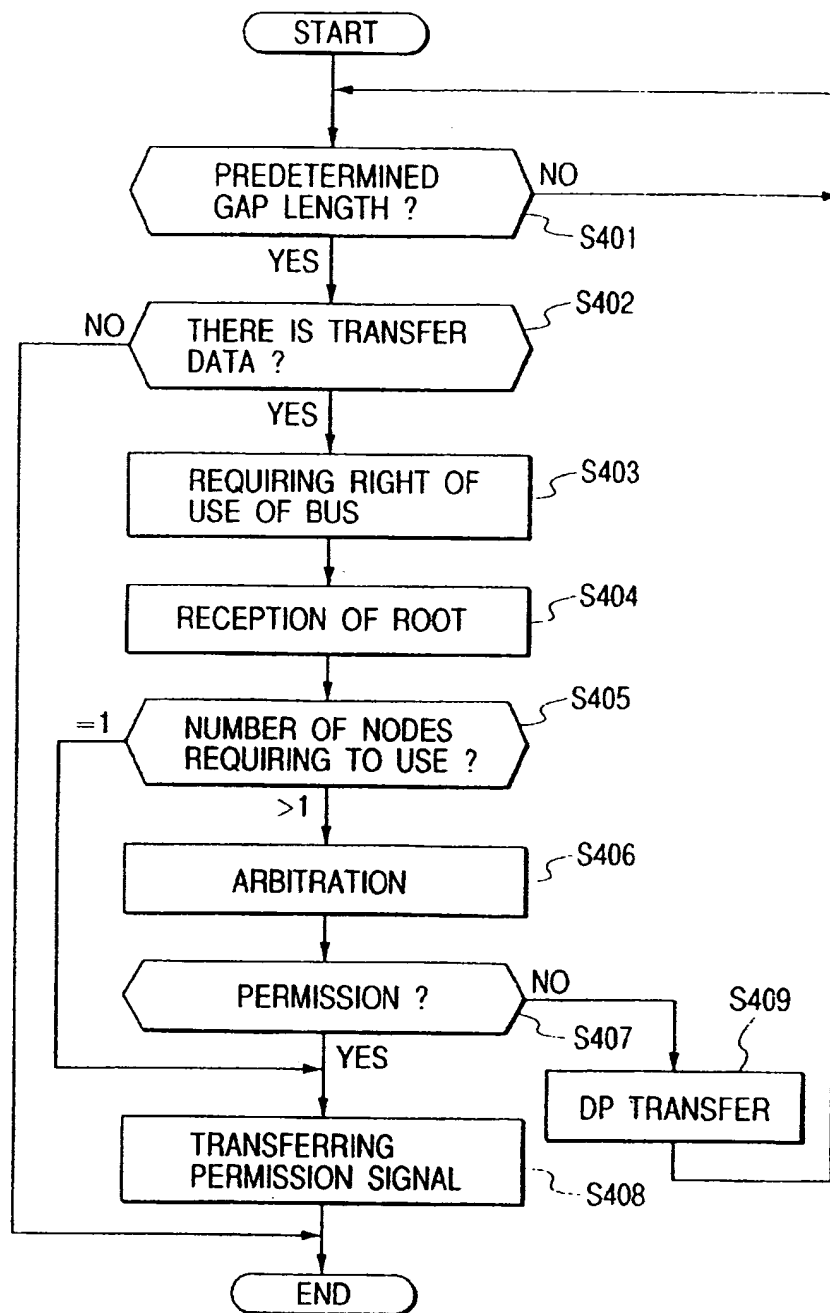 START
PREDETERMINED
GAP LENGTH ?
NO
S401
YES
S402
NO
THERE IS TRANSFER
DATA ?
YES
S403
REQUIRING RIGHT OF
USE OF BUS
S404
RECEPTION OF ROOT
S405
=1
NUMBER OF NODES
REQUIRING TO USE ?
>1
S406
ARBITRATION
NO
PERMISSION ?
S407
S409
YES
DP TRANSFER
TRANSFERRING
PERMISSION SIGNAL
S408
END